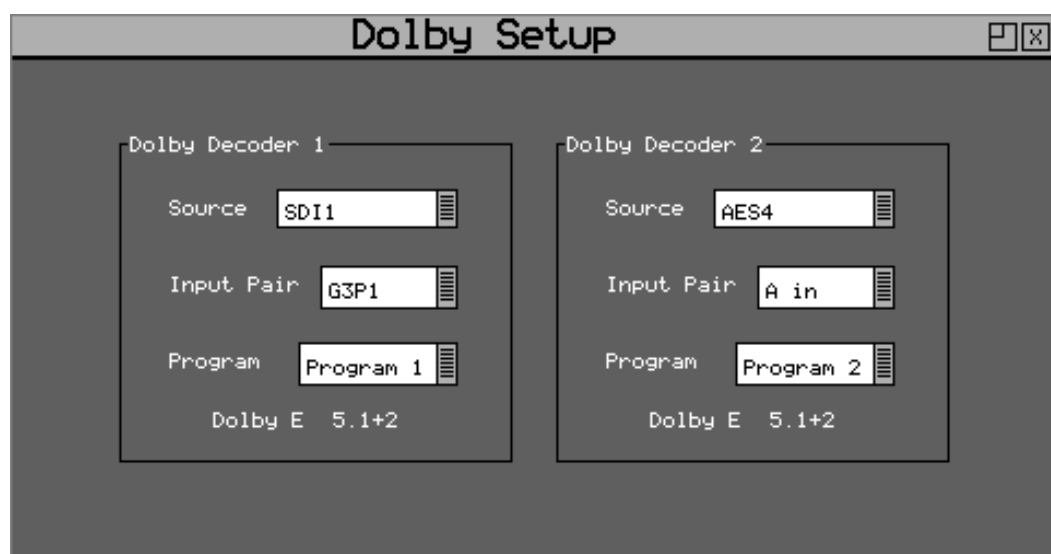 Dolby Setup
Dolby Decoder 1
Source SDI1
Input Pair G3P1
Program Program 1
Dolby E 5.1+2
Dolby Decoder 2
Source AES4
Input Pair A in
Program Program 2
Dolby E 5.1+2